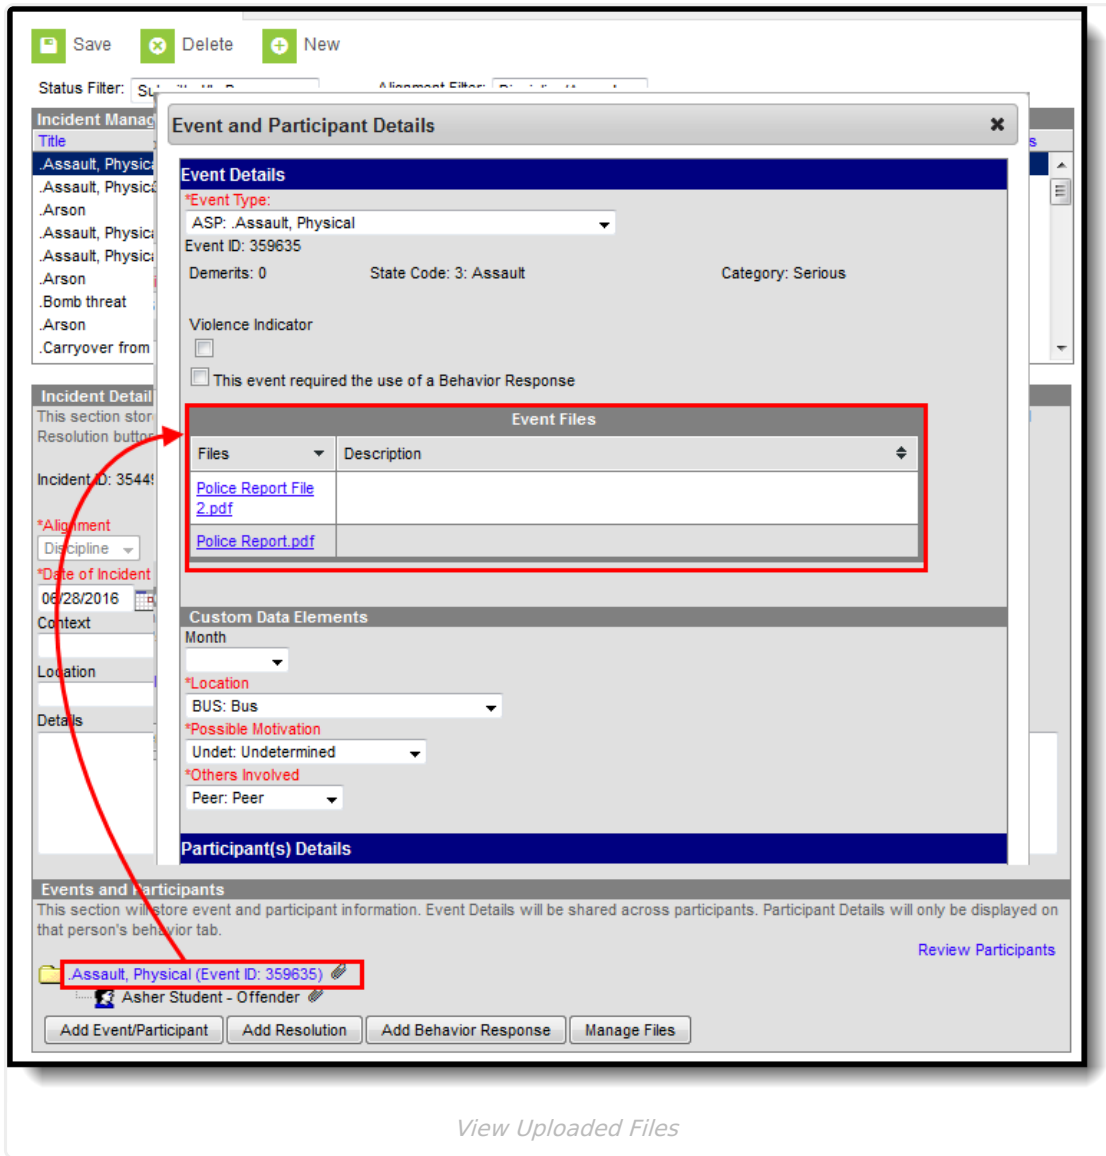 Save Delete New
Status Filter: Alignment Filter:
Incident Manag
Title s
.Assault, Physica
.Assault, Physica
.Arson
.Assault, Physica
.Assault, Physica
.Arson
.Bomb threat
.Arson
.Carryover from
Event and Participant Details
Event Details
*Event Type:
ASP: .Assault, Physical
Event ID: 359635
Demerits: 0 State Code: 3: Assault Category: Serious
Violence Indicator
This event required the use of a Behavior Response
Event Files
Files Description
Police Report File
2.pdf
Police Report.pdf
Custom Data Elements
Month
*Location
BUS: Bus
*Possible Motivation
Undet: Undetermined
*Others Involved
Peer: Peer
Participant(s) Details
Incident Detail
This section stor
Resolution button
Incident ID: 3544
*Alignment
Discipline
*Date of Incident
06/28/2016
Context
Location
Details
Events and Participants
This section will store event and participant information. Event Details will be shared across participants. Participant Details will only be displayed on
that person's behavior tab.
Review Participants
.Assault, Physical (Event ID: 359635)
Asher Student - Offender
Add Event/Participant Add Resolution Add Behavior Response Manage Files
View Uploaded Files